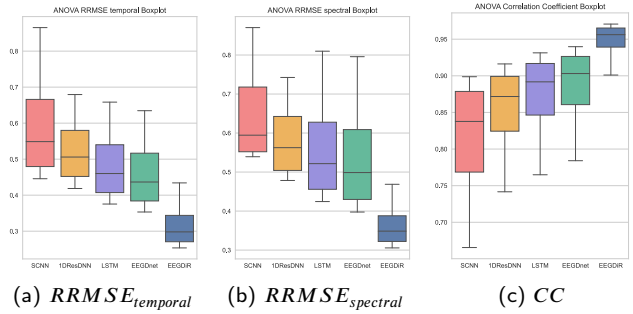 ANOVA RRMSE temporal Boxplot
0,8
0,7
0,6
0,5
0,4
0,3
SCNN 1DResDNN LSTM EEGDnet EEGDiR
(a) RRMSE_temporal
ANOVA RRMSE spectral Boxplot
0,8
0,7
0,6
0,5
0,4
0,3
SCNN 1DResDNN LSTM EEGDnet EEGDiR
(b) RRMSE_spectral
ANOVA Correlation Coefficient Boxplot
0,95
0,90
0,85
0,80
0,75
0,70
SCNN 1DResDNN LSTM EEGDnet EEGDiR
(c) CC